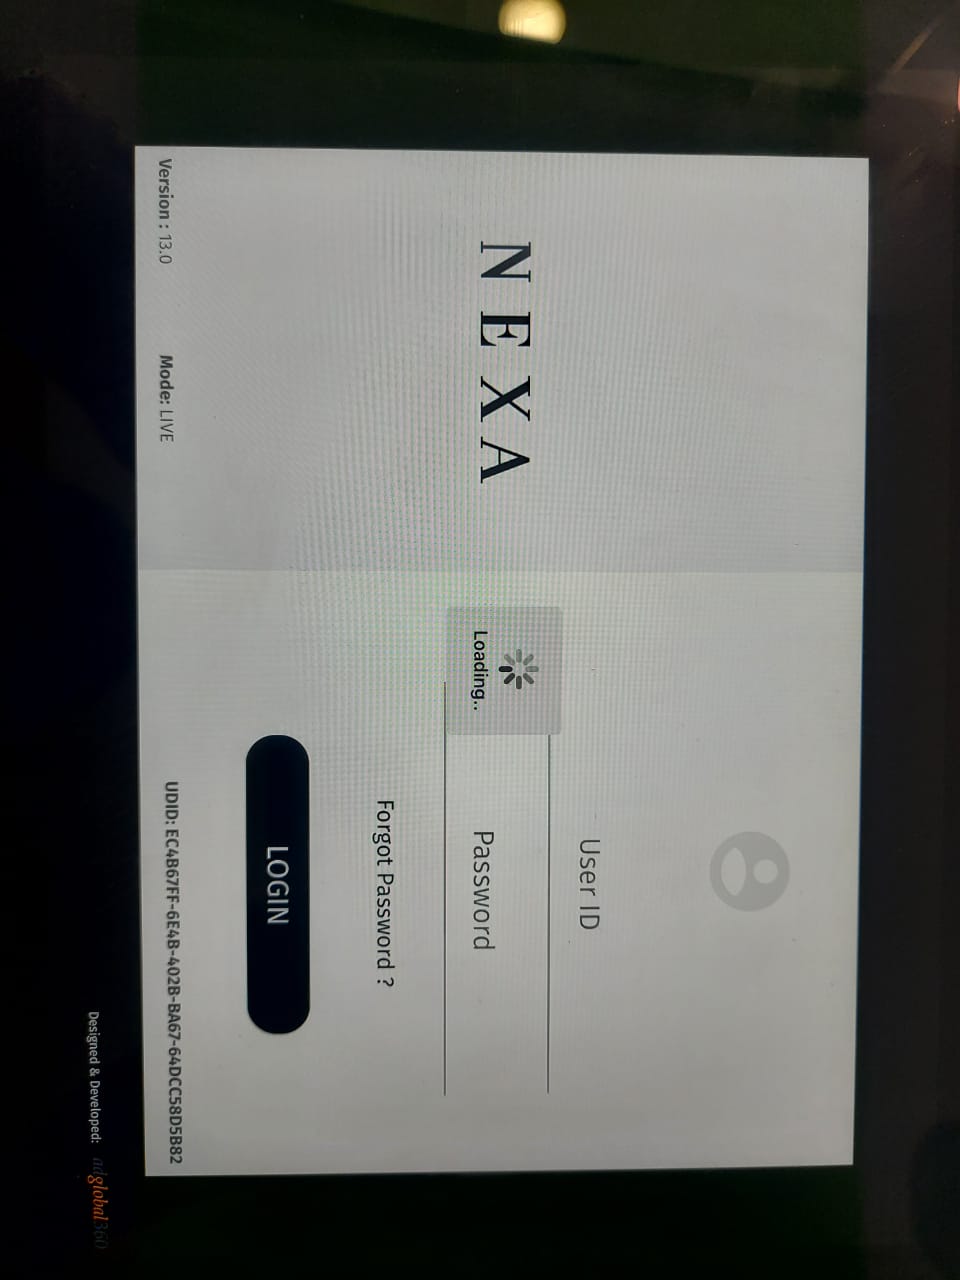 NEXA
User ID
Password
Loading..
Forgot Password ?
LOGIN
Version : 13.0
Mode: LIVE
UDID: EC4B67FF-6E4B-402B-BA67-64DCC58D5B82
Designed & Developed: adglobal360